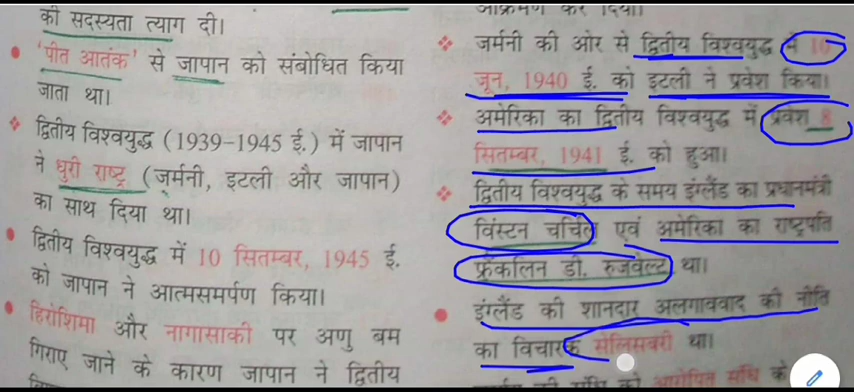 की सदस्यता त्याग दी।
'पीत आतंक' से जापान को संबोधित किया
जाता था।
द्वितीय विश्वयुद्ध (1939-1945 ई.) में जापान
ने धुरी राष्ट्र (जर्मनी, इटली और जापान)
का साथ दिया था।
द्वितीय विश्वयुद्ध में 10 सितम्बर, 1945 ई.
को जापान ने आत्मसमर्पण किया।
हिरोशिमा और नागासाकी पर अणु बम
गिराए जाने के कारण जापान ने द्वितीय
आक्रमण कर दिया।
जर्मनी की ओर से द्वितीय विश्वयुद्ध में 10
जून, 1940 ई. को इटली ने प्रवेश किया।
अमेरिका का द्वितीय विश्वयुद्ध में प्रवेश 8
सितम्बर, 1941 ई. को हुआ।
द्वितीय विश्वयुद्ध के समय इंग्लैंड का प्रधानमंत्री
विंस्टन चर्चिल एवं अमेरिका का राष्ट्रपति
फ्रैंकलिन डी. रुजवेल्ट था।
इंग्लैंड की शानदार अलगाववाद की नीति
का विचारक सेलिसबरी था।
की संधि को आरोपित संधि के